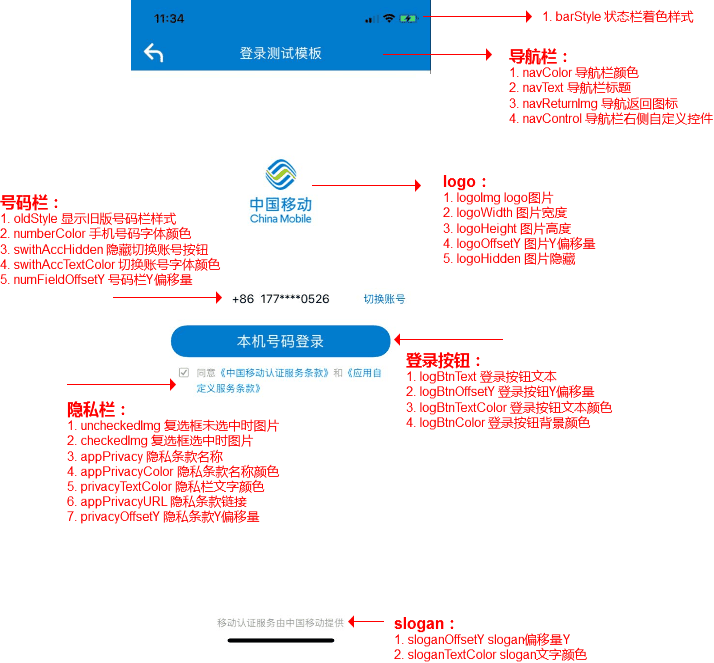 11:34
1. barStyle 状态栏着色样式
登录测试模板
导航栏：
1. navColor 导航栏颜色
2. navText 导航栏标题
3. navReturnImg 导航返回图标
4. navControl 导航栏右侧自定义控件
中国移动
China Mobile
logo：
1. logoImg logo图片
2. logoWidth 图片宽度
3. logoHeight 图片高度
4. logoOffsetY 图片Y偏移量
5. logoHidden 图片隐藏
号码栏：
1. oldStyle 显示旧版号码栏样式
2. numberColor 手机号码字体颜色
3. swithAccHidden 隐藏切换账号按钮
4. swithAccTextColor 切换账号字体颜色
5. numFieldOffsetY 号码栏Y偏移量
+86 177****0526 切换账号
本机号码登录
登录按钮：
1. logBtnText 登录按钮文本
2. logBtnOffsetY 登录按钮Y偏移量
3. logBtnTextColor 登录按钮文本颜色
4. logBtnColor 登录按钮背景颜色
同意《中国移动认证服务条款》和《应用自
定义服务条款》
隐私栏：
1. uncheckedImg 复选框未选中时图片
2. checkedImg 复选框选中时图片
3. appPrivacy 隐私条款名称
4. appPrivacyColor 隐私条款名称颜色
5. privacyTextColor 隐私栏文字颜色
6. appPrivacyURL 隐私条款链接
7. privacyOffsetY 隐私条款Y偏移量
移动认证服务由中国移动提供
slogan：
1. sloganOffsetY slogan偏移量Y
2. sloganTextColor slogan文字颜色